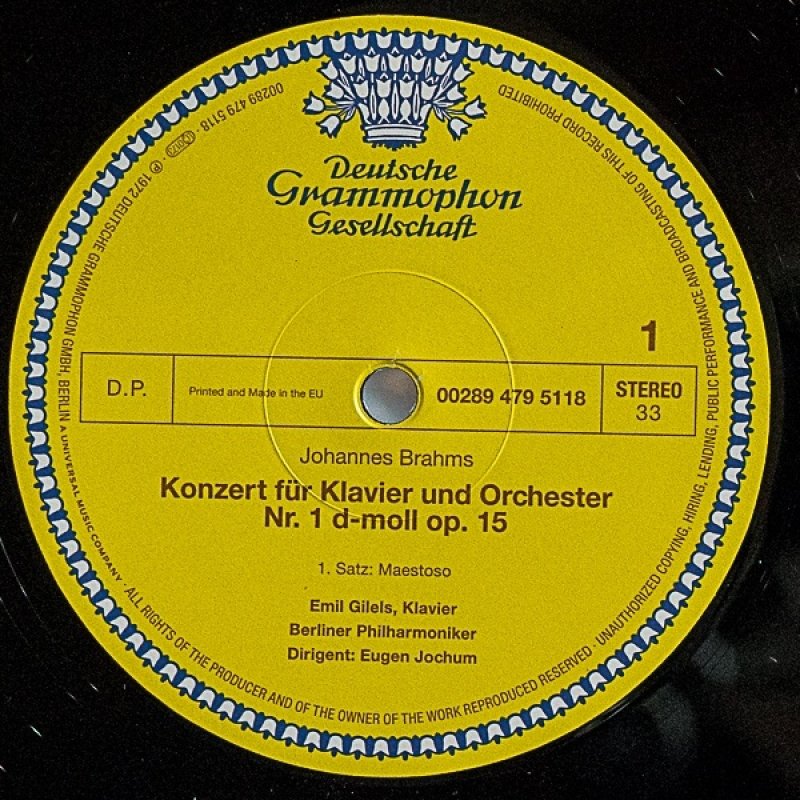 Deutsche
Grammophon
Gesellschaft
1
D.P.
Printed and Made in the EU
00289 479 5118
STEREO
33
Johannes Brahms
Konzert für Klavier und Orchester
Nr. 1 d-moll op. 15
1. Satz: Maestoso
Emil Gilels, Klavier
Berliner Philharmoniker
Dirigent: Eugen Jochum
00289 479 5118 · LC 0173 · ℗ 1972 DEUTSCHE GRAMMOPHON GMBH, BERLIN A UNIVERSAL MUSIC COMPANY · ALL RIGHTS OF THE PRODUCER AND OF THE OWNER OF THE WORK REPRODUCED RESERVED · UNAUTHORIZED COPYING, HIRING, LENDING, PUBLIC PERFORMANCE AND BROADCASTING OF THIS RECORD PROHIBITED